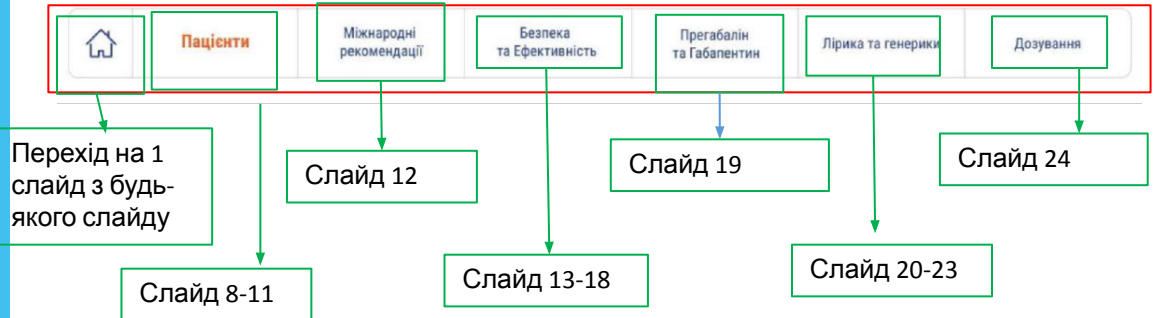 Пацієнти
Міжнародні
рекомендації
Безпека
та Ефективність
Прегабалін
та Габапентин
Лірика та генерики
Дозування
Перехід на 1
слайд з будь-
якого слайду
Слайд 12
Слайд 19
Слайд 24
Слайд 8-11
Слайд 13-18
Слайд 20-23